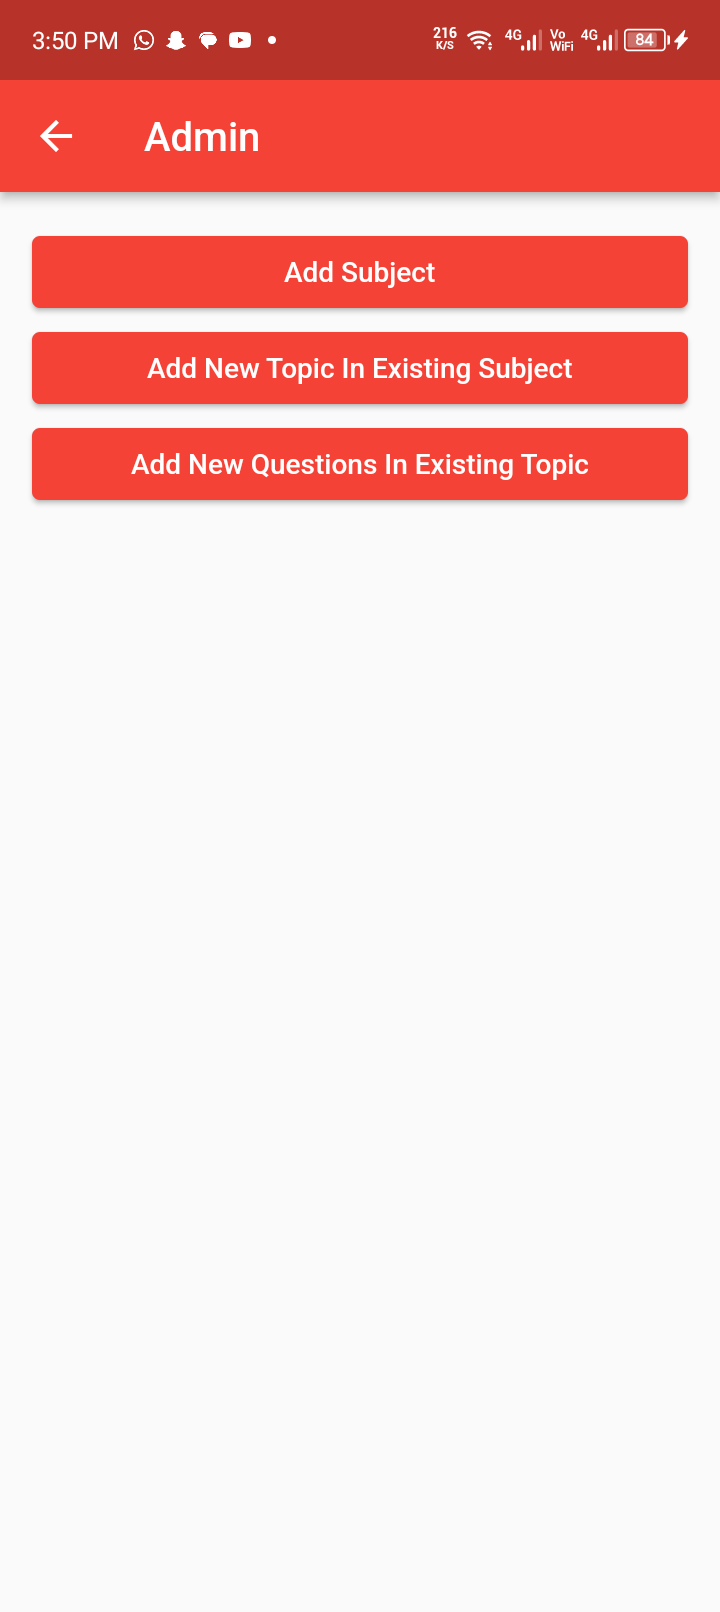 3:50 PM 216 K/S 4G Vo WiFi 4G 84
Admin
Add Subject
Add New Topic In Existing Subject
Add New Questions In Existing Topic